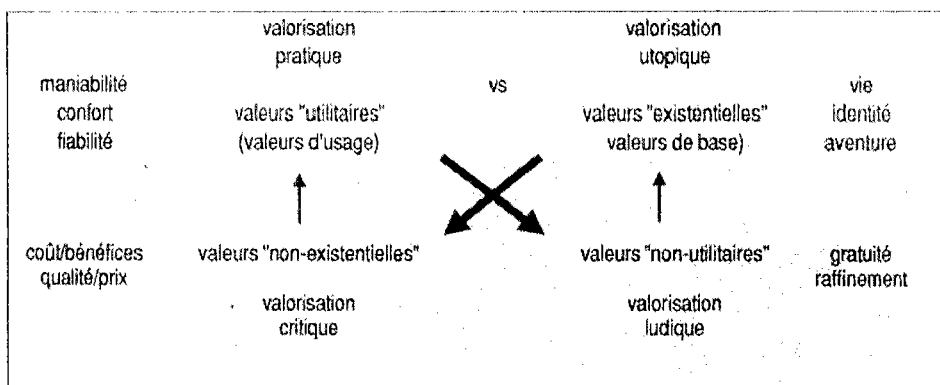 valorisation valorisation
pratique utopique
maniabilité vs vie
confort valeurs "utilitaires" valeurs "existentielles" identité
fiabilité (valeurs d'usage) valeurs de base) aventure
coût/bénéfices valeurs "non-existentielles" valeurs "non-utilitaires" gratuité
qualité/prix raffinement
valorisation valorisation
critique ludique